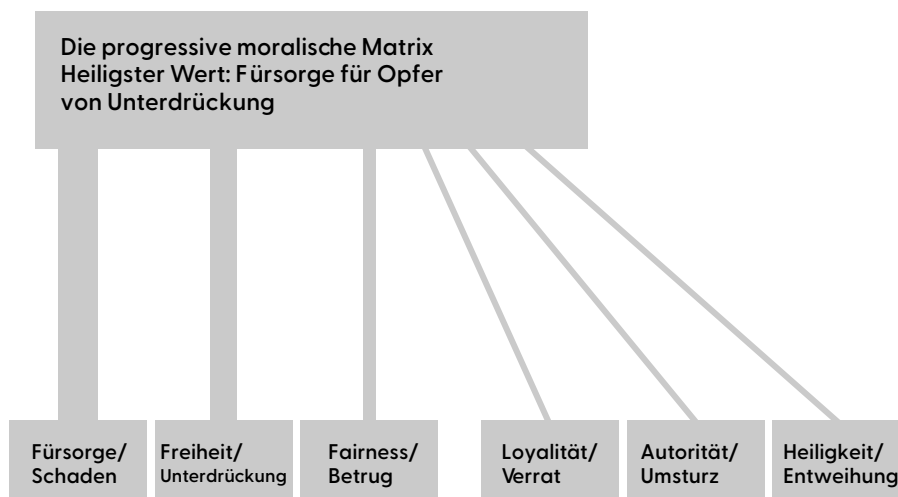 Die progressive moralische Matrix
Heiligster Wert: Fürsorge für Opfer
von Unterdrückung
Fürsorge/
Schaden
Freiheit/
Unterdrückung
Fairness/
Betrug
Loyalität/
Verrat
Autorität/
Umsturz
Heiligkeit/
Entweihung